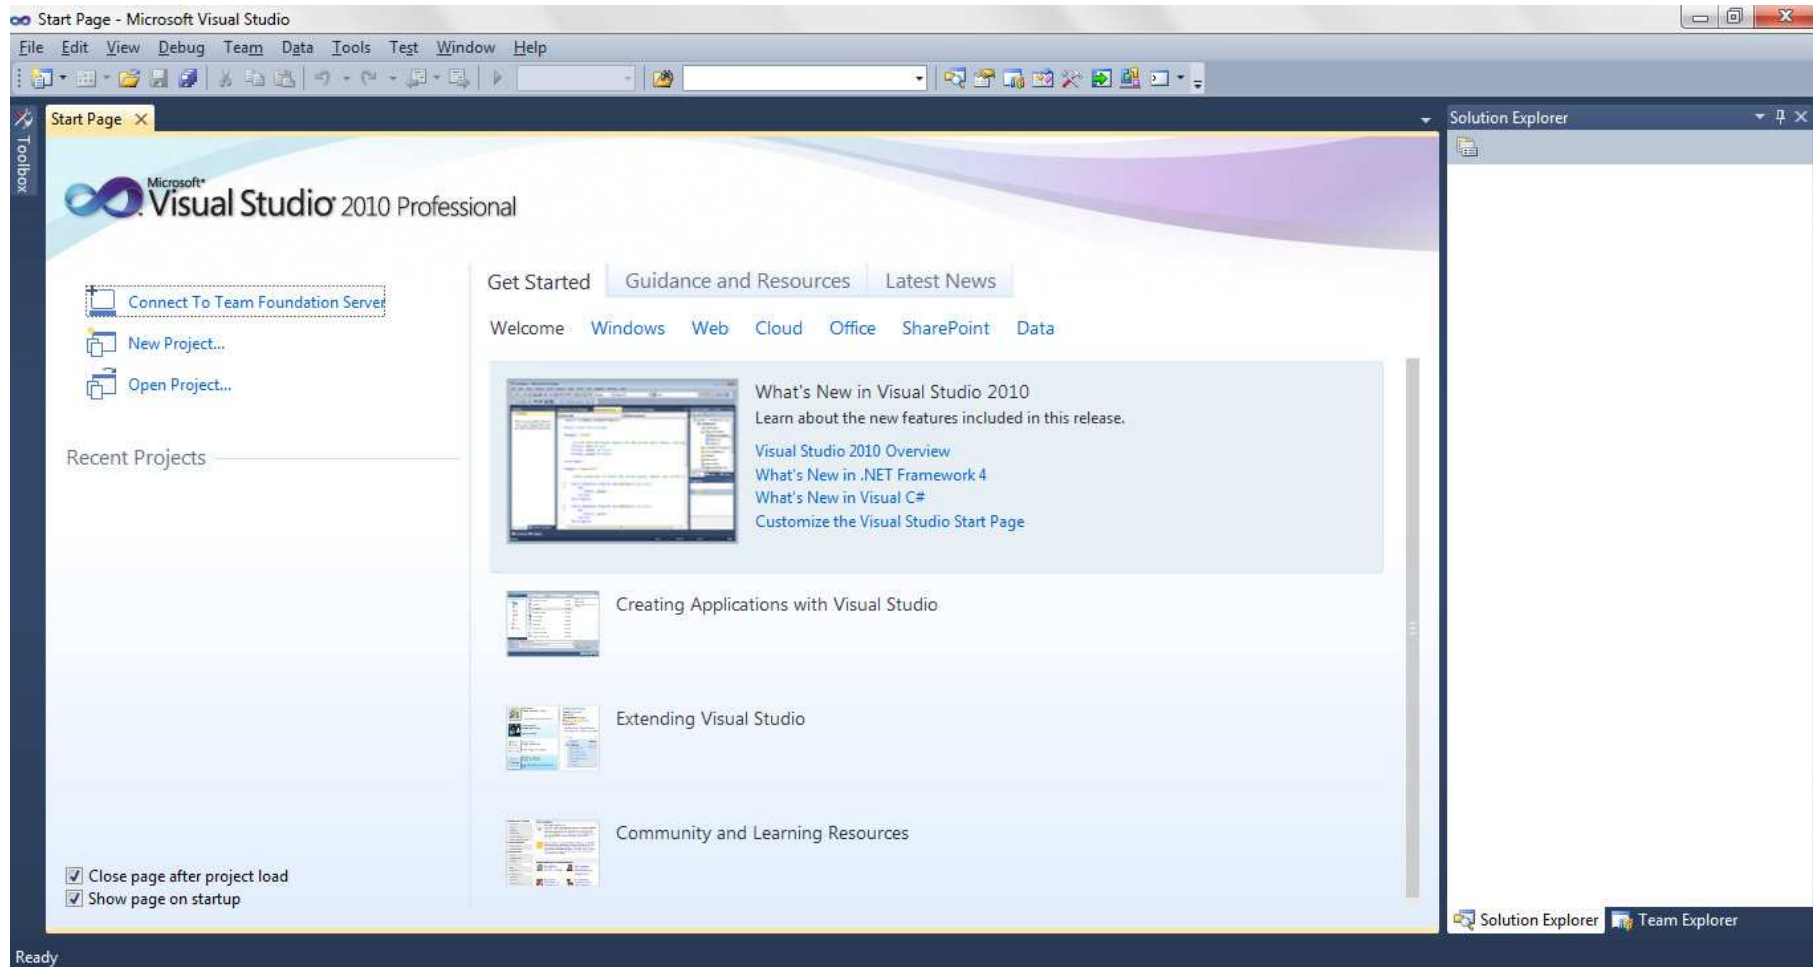 Start Page - Microsoft Visual Studio
File Edit View Debug Team Data Tools Test Window Help
Toolbox
Start Page
Solution Explorer
Microsoft®
Visual Studio® 2010 Professional
Connect To Team Foundation Server
New Project...
Open Project...
Recent Projects
Get Started Guidance and Resources Latest News
Welcome Windows Web Cloud Office SharePoint Data
What's New in Visual Studio 2010
Learn about the new features included in this release.
Visual Studio 2010 Overview
What's New in .NET Framework 4
What's New in Visual C#
Customize the Visual Studio Start Page
Creating Applications with Visual Studio
Extending Visual Studio
Community and Learning Resources
Close page after project load
Show page on startup
Solution Explorer Team Explorer
Ready